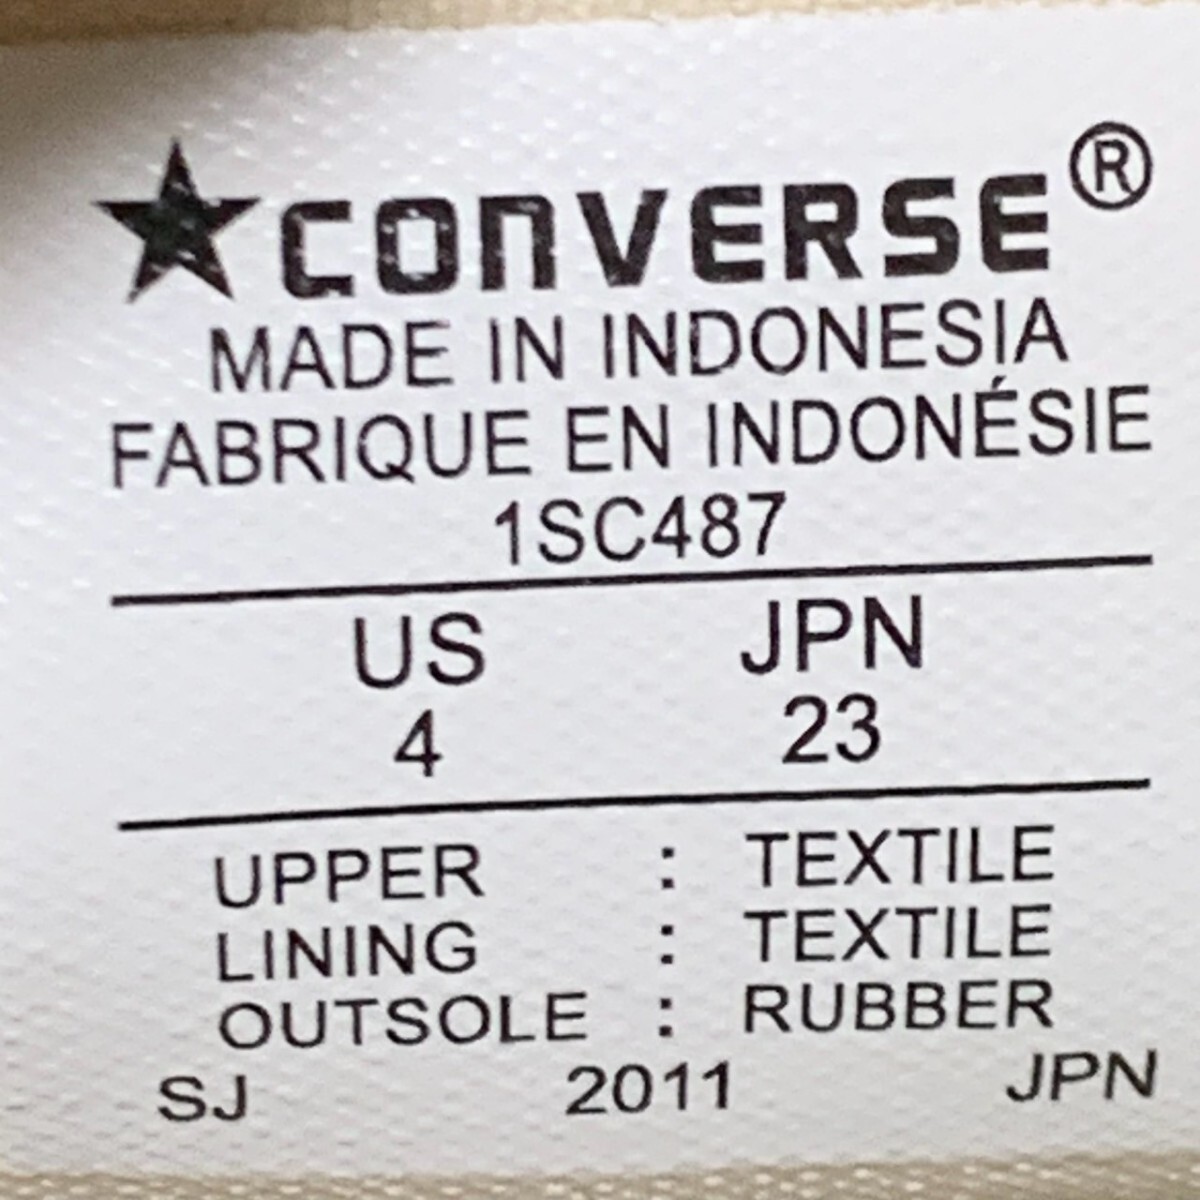 ★CONVERSE®
MADE IN INDONESIA
FABRIQUE EN INDONÉSIE
1SC487
US JPN
4 23
UPPER : TEXTILE
LINING : TEXTILE
OUTSOLE : RUBBER
SJ 2011 JPN